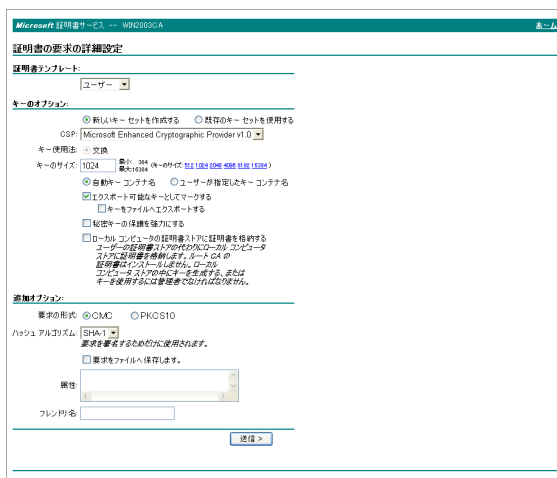 Microsoft 証明書サービス -- WIN2003CA ホーム
証明書の要求の詳細設定
証明書テンプレート:
ユーザー
キーのオプション:
新しいキー セットを作成する 既存のキー セットを使用する
CSP: Microsoft Enhanced Cryptographic Provider v1.0
キー使用法: 交換
キーのサイズ: 1024 最小: 384 最大:16384 (キーのサイズ: 512 1024 2048 4096 8192 16384 )
自動キー コンテナ名 ユーザーが指定したキー コンテナ名
エクスポート可能なキーとしてマークする
キーをファイルへエクスポートする
秘密キーの保護を強力にする
ローカル コンピュータの証明書ストアに証明書を格納する
ユーザーの証明書ストアの代わりにローカル コンピュータ
ストアに証明書を格納します。ルート CA の
証明書はインストールしません。ローカル
コンピュータ ストアの中にキーを生成する、または
キーを使用するには管理者でなければなりません。
追加オプション:
要求の形式: CMC PKCS10
ハッシュ アルゴリズム: SHA-1
要求を署名するためだけに使用されます。
要求をファイルへ保存します。
属性:
フレンドリ名:
送信 >